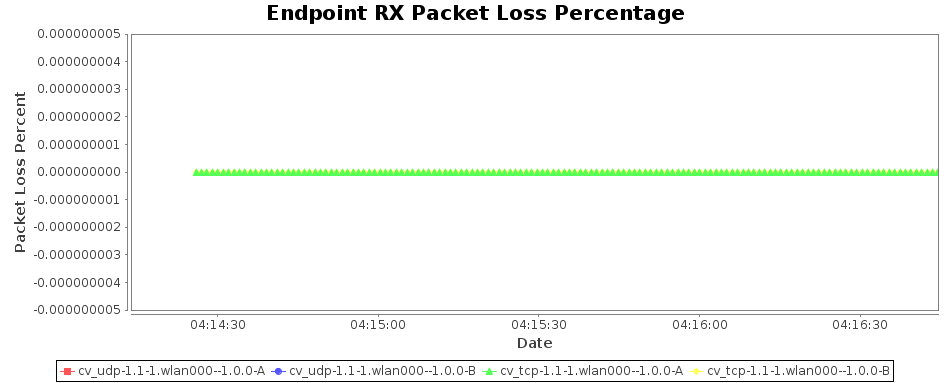 Endpoint RX Packet Loss Percentage
0.000000005
0.000000004
0.000000003
0.000000002
0.000000001
0.000000000
-0.000000001
-0.000000002
-0.000000003
-0.000000004
-0.000000005
Packet Loss Percent
04:14:30 04:15:00 04:15:30 04:16:00 04:16:30
Date
cv_udp-1.1-1.wlan000--1.0.0-A cv_udp-1.1-1.wlan000--1.0.0-B cv_tcp-1.1-1.wlan000--1.0.0-A cv_tcp-1.1-1.wlan000--1.0.0-B